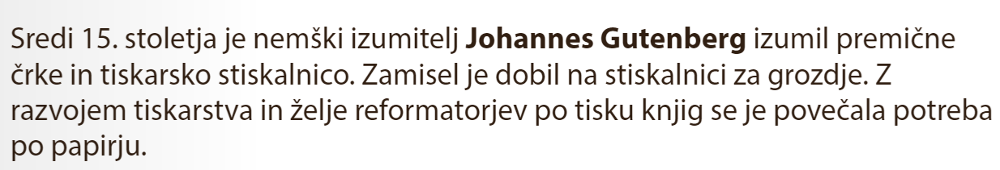 Sredi 15. stoletja je nemški izumitelj Johannes Gutenberg izumil premične
črke in tiskarsko stiskalnico. Zamisel je dobil na stiskalnici za grozdje. Z
razvojem tiskarstva in želje reformatorjev po tisku knjig se je povečala potreba
po papirju.